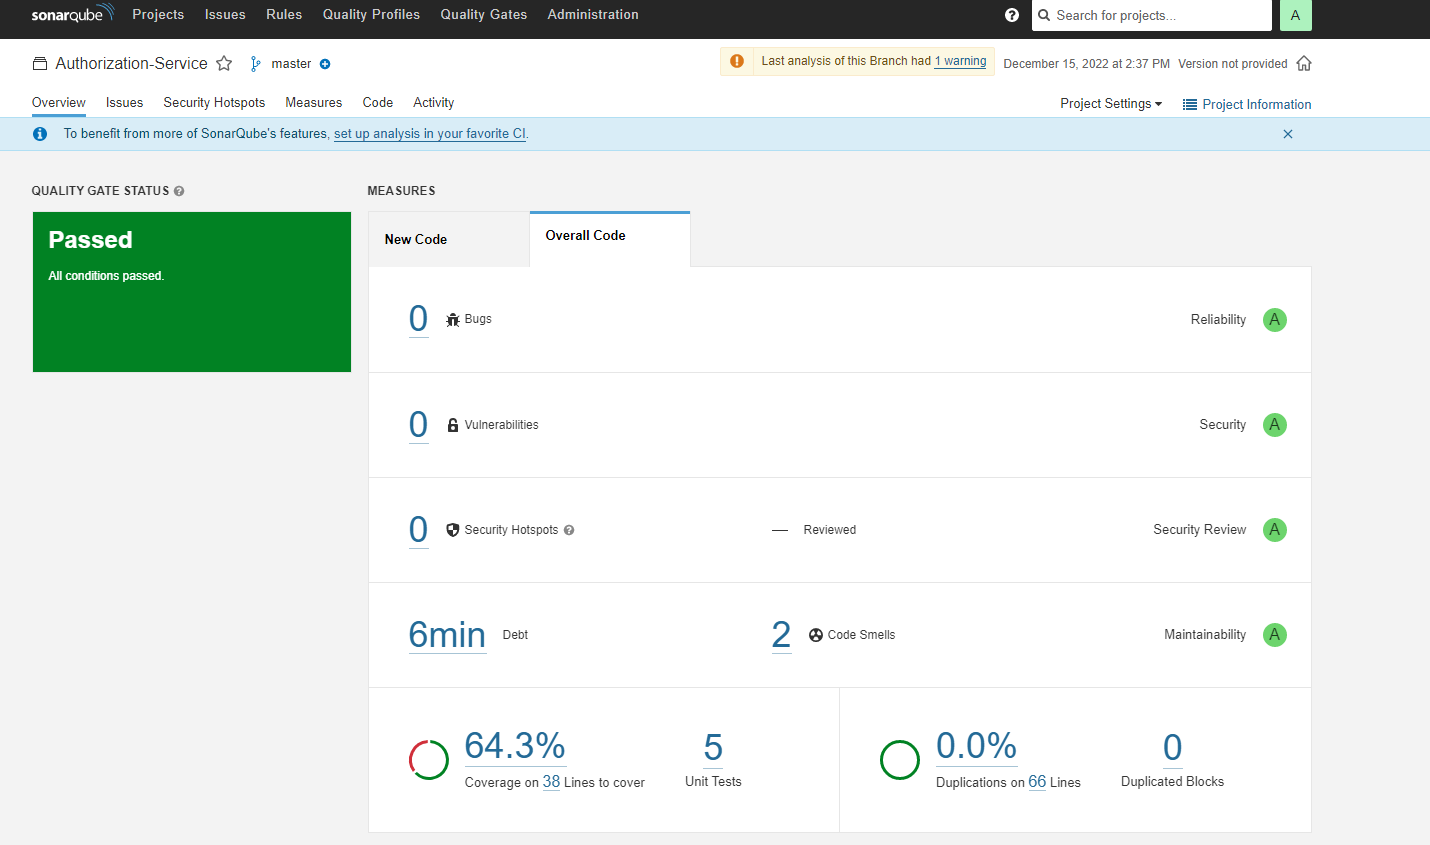 sonarqube Projects Issues Rules Quality Profiles Quality Gates Administration ? Search for projects... A
Authorization-Service master Last analysis of this Branch had 1 warning December 15, 2022 at 2:37 PM Version not provided
Overview Issues Security Hotspots Measures Code Activity Project Settings Project Information
To benefit from more of SonarQube's features, set up analysis in your favorite CI.
QUALITY GATE STATUS ? MEASURES
Passed
All conditions passed.
New Code Overall Code
0 Bugs Reliability A
0 Vulnerabilities Security A
0 Security Hotspots ? — Reviewed Security Review A
6min Debt 2 Code Smells Maintainability A
64.3% 5 0.0% 0
Coverage on 38 Lines to cover Unit Tests Duplications on 66 Lines Duplicated Blocks